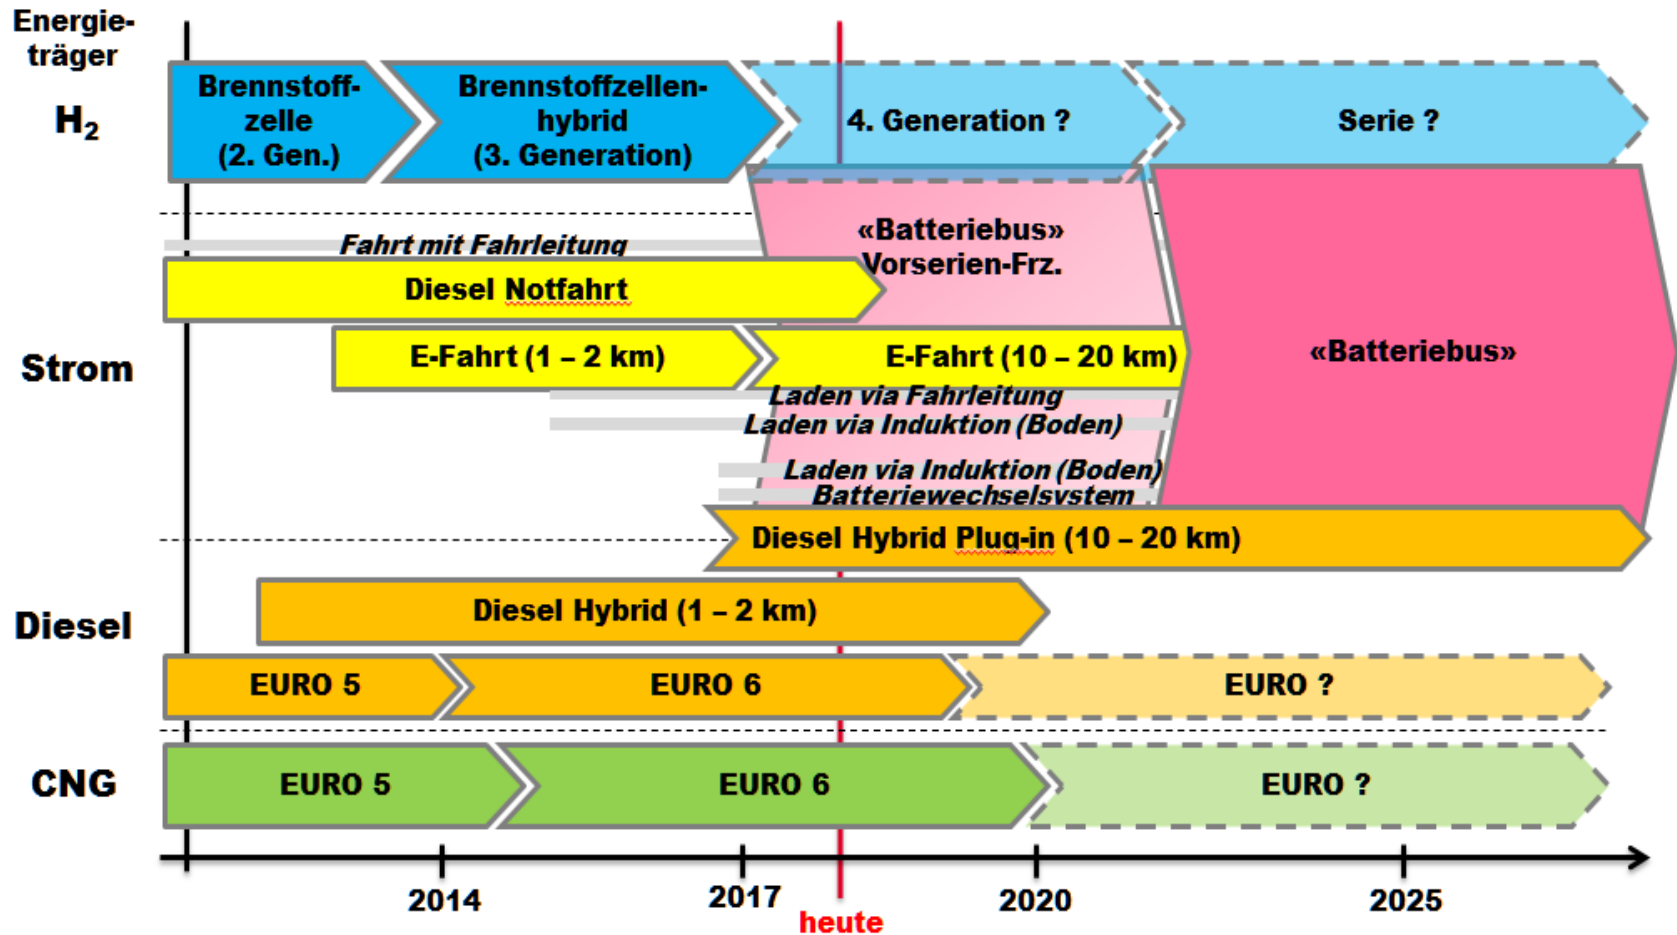 Energie-
träger
H₂
Brennstoff-
zelle
(2. Gen.)
Brennstoffzellen-
hybrid
(3. Generation)
4. Generation ?
Serie ?
Fahrt mit Fahrleitung
«Batteriebus»
Vorserien-Frz.
Diesel Notfahrt
Strom
E-Fahrt (1 – 2 km)
E-Fahrt (10 – 20 km)
«Batteriebus»
Laden via Fahrleitung
Laden via Induktion (Boden)
Laden via Induktion (Boden)
Batteriewechselsystem
Diesel Hybrid Plug-in (10 – 20 km)
Diesel
Diesel Hybrid (1 – 2 km)
EURO 5
EURO 6
EURO ?
CNG
EURO 5
EURO 6
EURO ?
2014
2017
heute
2020
2025